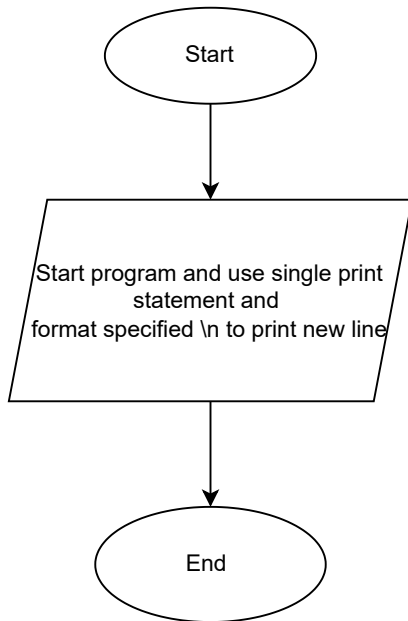 Start
Start program and use single print
statement and
format specified \n to print new line
End